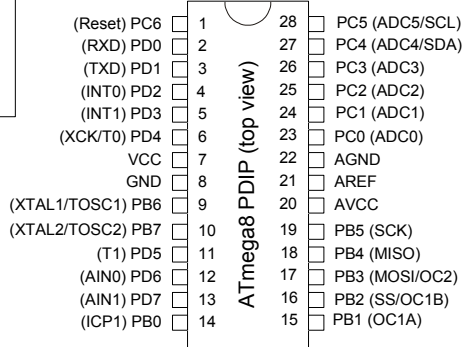 (Reset) PC6 1 28 PC5 (ADC5/SCL)
(RXD) PD0 2 27 PC4 (ADC4/SDA)
(TXD) PD1 3 26 PC3 (ADC3)
(INT0) PD2 4 25 PC2 (ADC2)
(INT1) PD3 5 24 PC1 (ADC1)
(XCK/T0) PD4 6 23 PC0 (ADC0)
VCC 7 22 AGND
GND 8 21 AREF
(XTAL1/TOSC1) PB6 9 20 AVCC
(XTAL2/TOSC2) PB7 10 19 PB5 (SCK)
(T1) PD5 11 18 PB4 (MISO)
(AIN0) PD6 12 17 PB3 (MOSI/OC2)
(AIN1) PD7 13 16 PB2 (SS/OC1B)
(ICP1) PB0 14 15 PB1 (OC1A)
ATmega8 PDIP (top view)